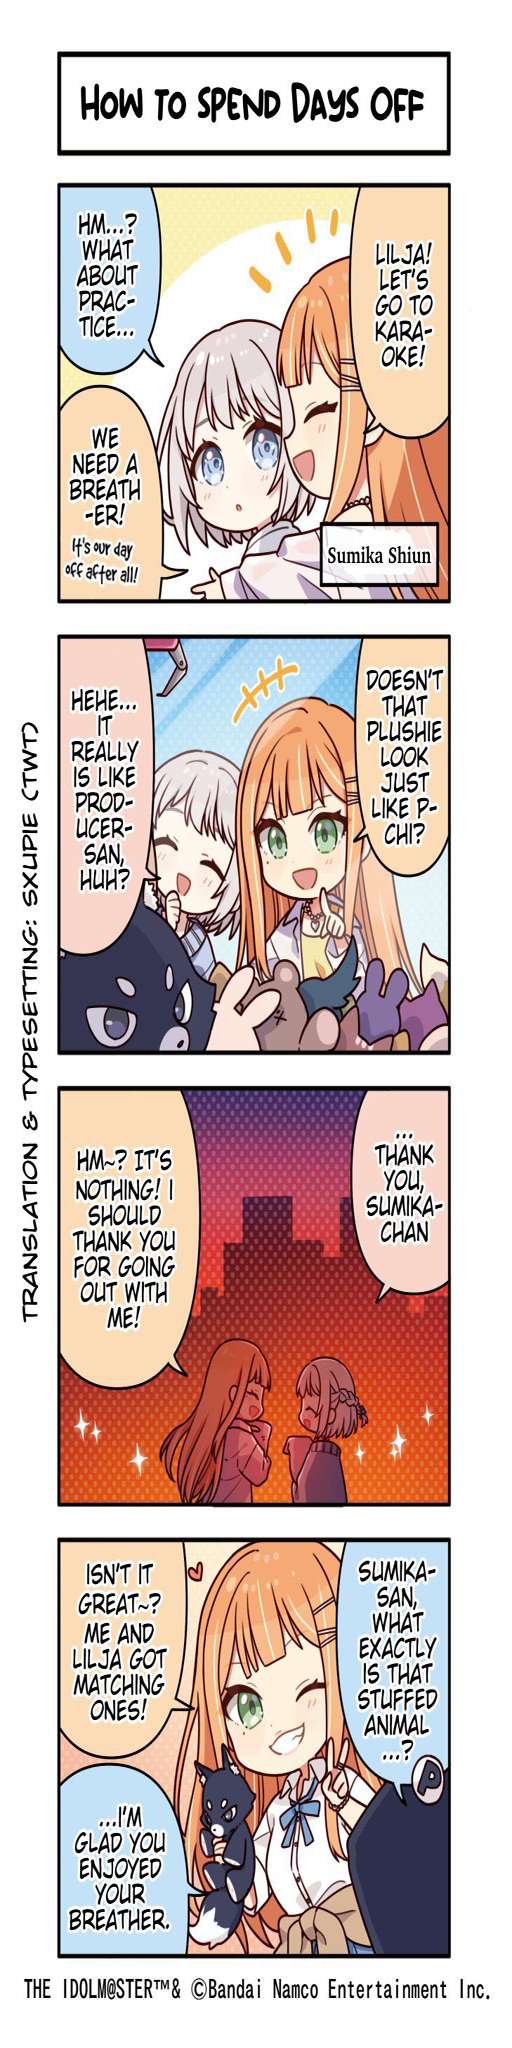 HOW TO SPEND DAYS OFF
LILJA!
LET'S
GO TO
KARA-
OKE!
HM...?
WHAT
ABOUT
PRAC-
TICE...
WE
NEED A
BREATH
-ER!
It's our day
off after all!
Sumika Shiun
DOESN'T
THAT
PLUSHIE
LOOK
JUST
LIKE P-
CHI?
HEHE...
IT
REALLY
IS LIKE
PROD-
UCER-
SAN,
HUH?
...
THANK
YOU,
SUMIKA-
CHAN
HM~? IT'S
NOTHING! I
SHOULD
THANK YOU
FOR GOING
OUT WITH
ME!
SUMIKA-
SAN,
WHAT
EXACTLY
IS THAT
STUFFED
ANIMAL
...?
P
ISN'T IT
GREAT~?
ME AND
LILJA GOT
MATCHING
ONES!
...I'M
GLAD YOU
ENJOYED
YOUR
BREATHER.
TRANSLATION & TYPESETTING: SXUPIE (TWT)
THE IDOLM@STER™& ©Bandai Namco Entertainment Inc.